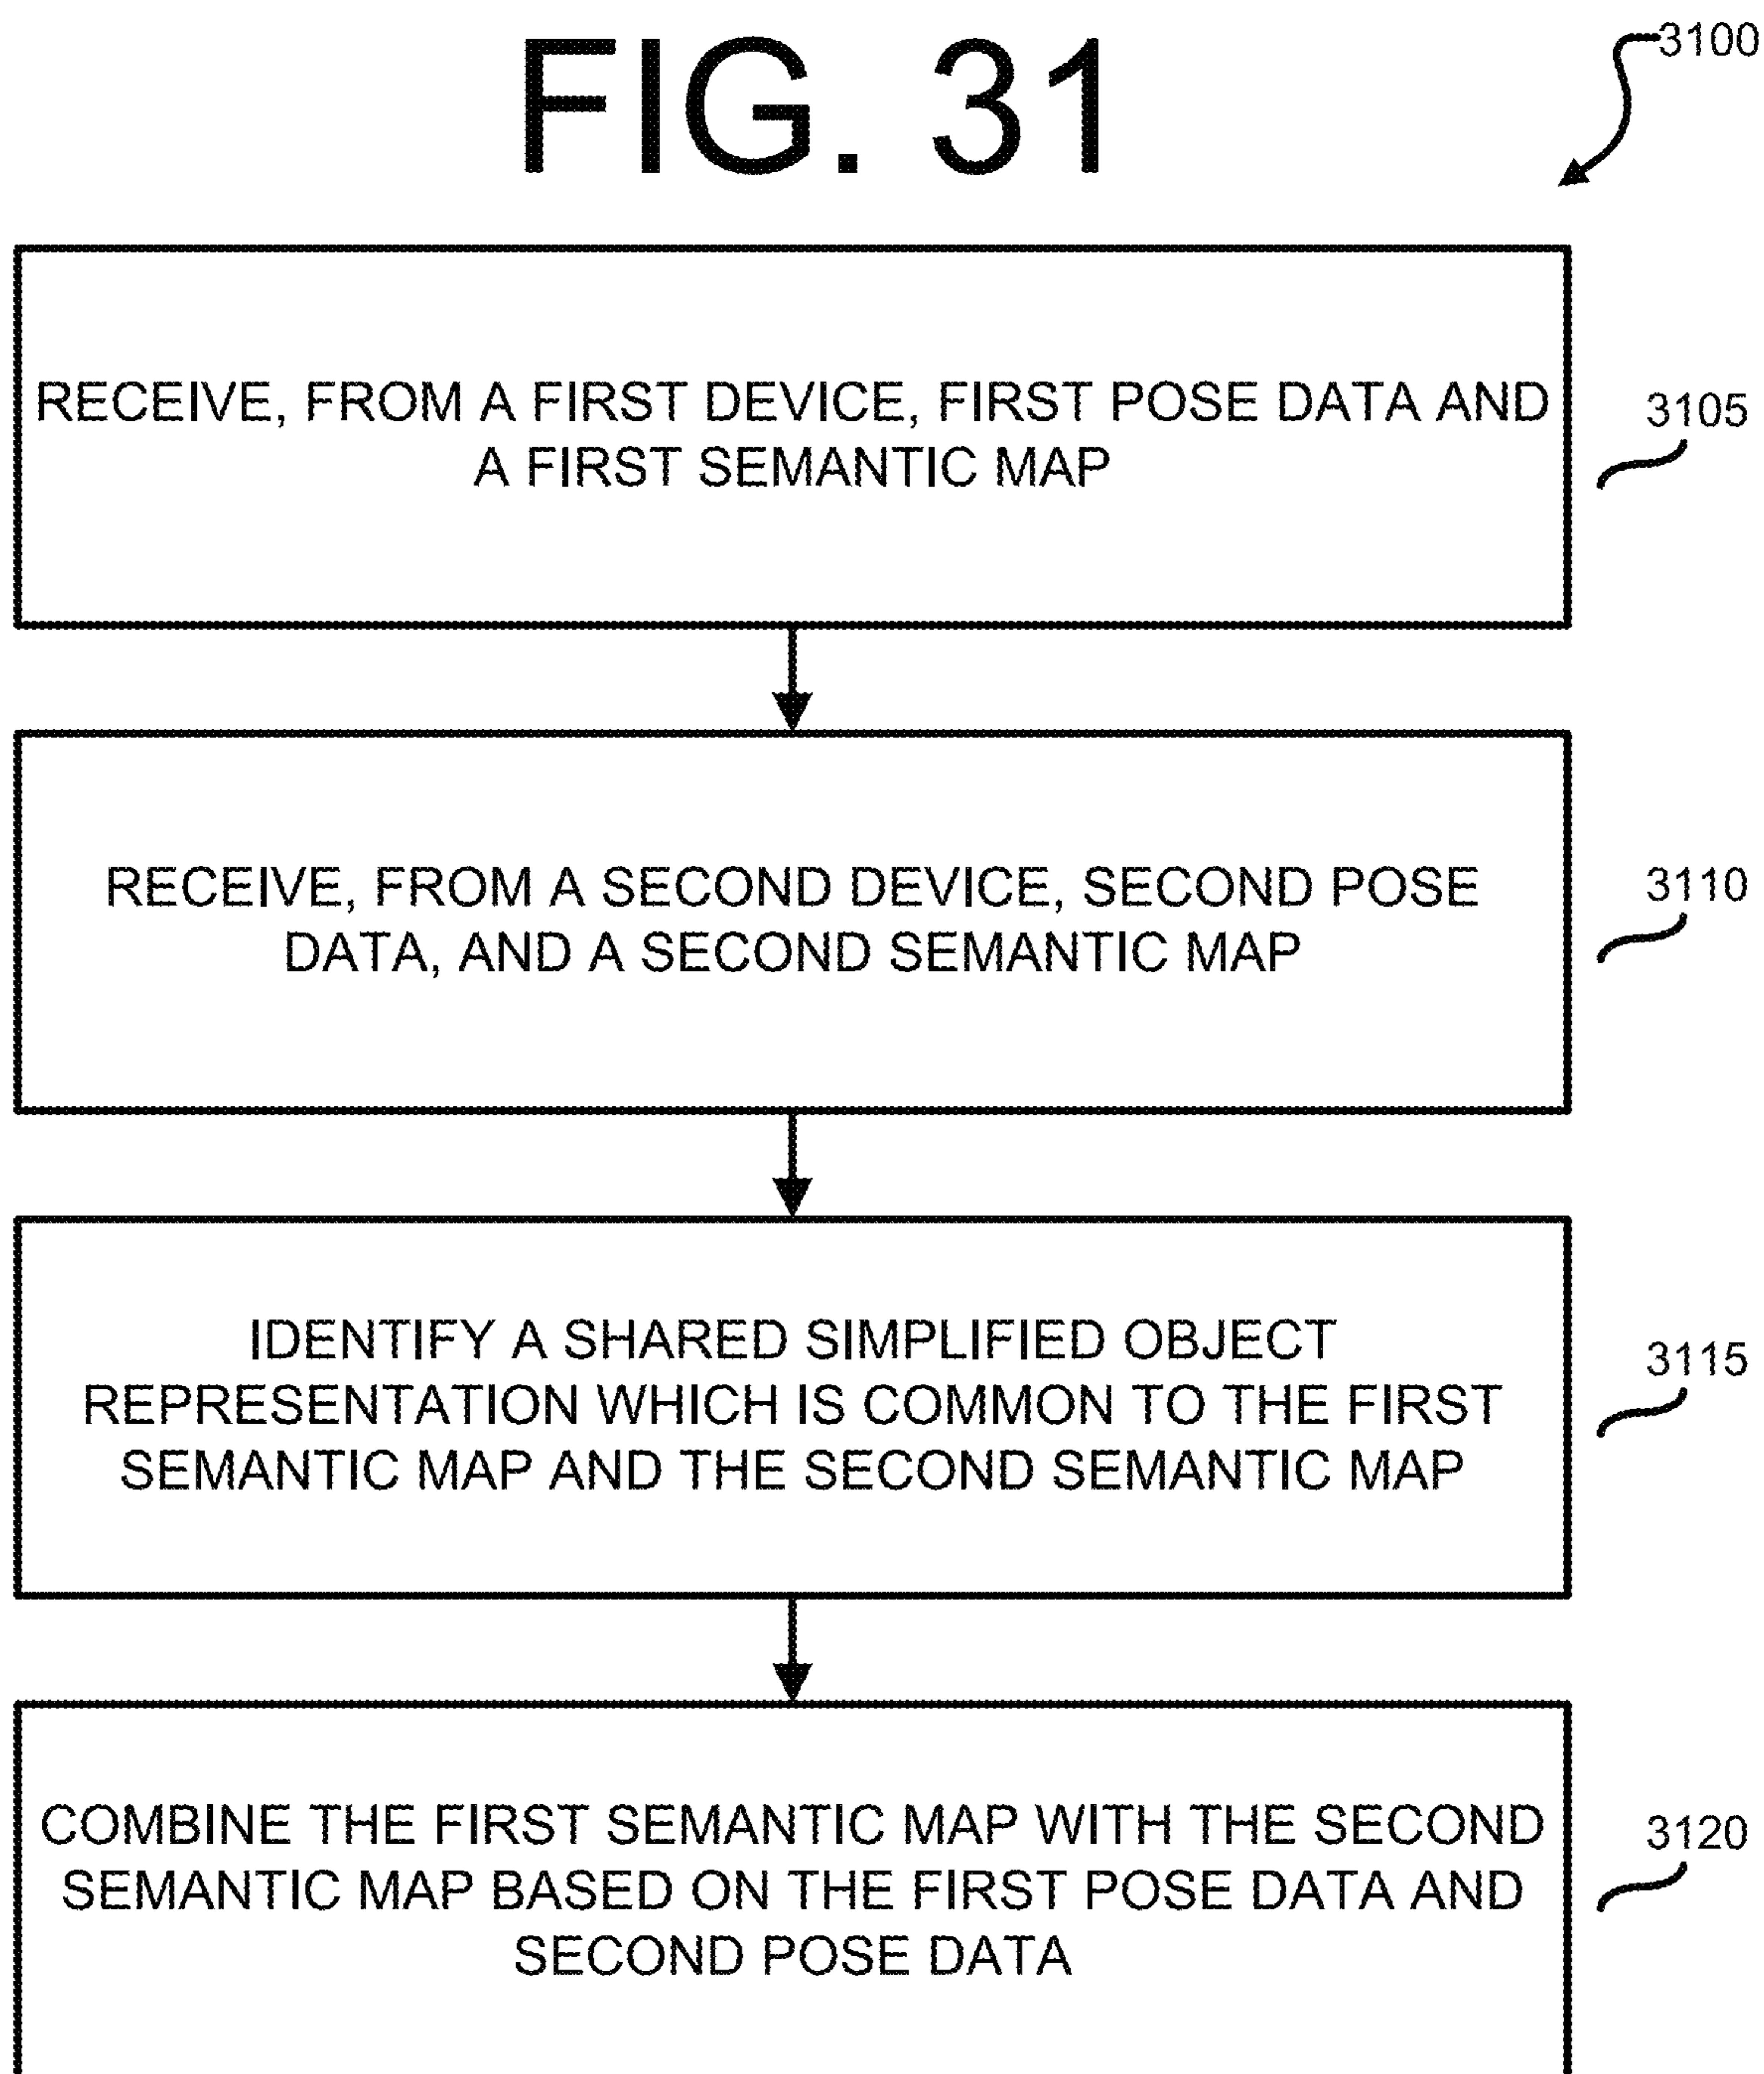 FIG. 31
3100
RECEIVE, FROM A FIRST DEVICE, FIRST POSE DATA AND
A FIRST SEMANTIC MAP
3105
RECEIVE, FROM A SECOND DEVICE, SECOND POSE
DATA, AND A SECOND SEMANTIC MAP
3110
IDENTIFY A SHARED SIMPLIFIED OBJECT
REPRESENTATION WHICH IS COMMON TO THE FIRST
SEMANTIC MAP AND THE SECOND SEMANTIC MAP
3115
COMBINE THE FIRST SEMANTIC MAP WITH THE SECOND
SEMANTIC MAP BASED ON THE FIRST POSE DATA AND
SECOND POSE DATA
3120